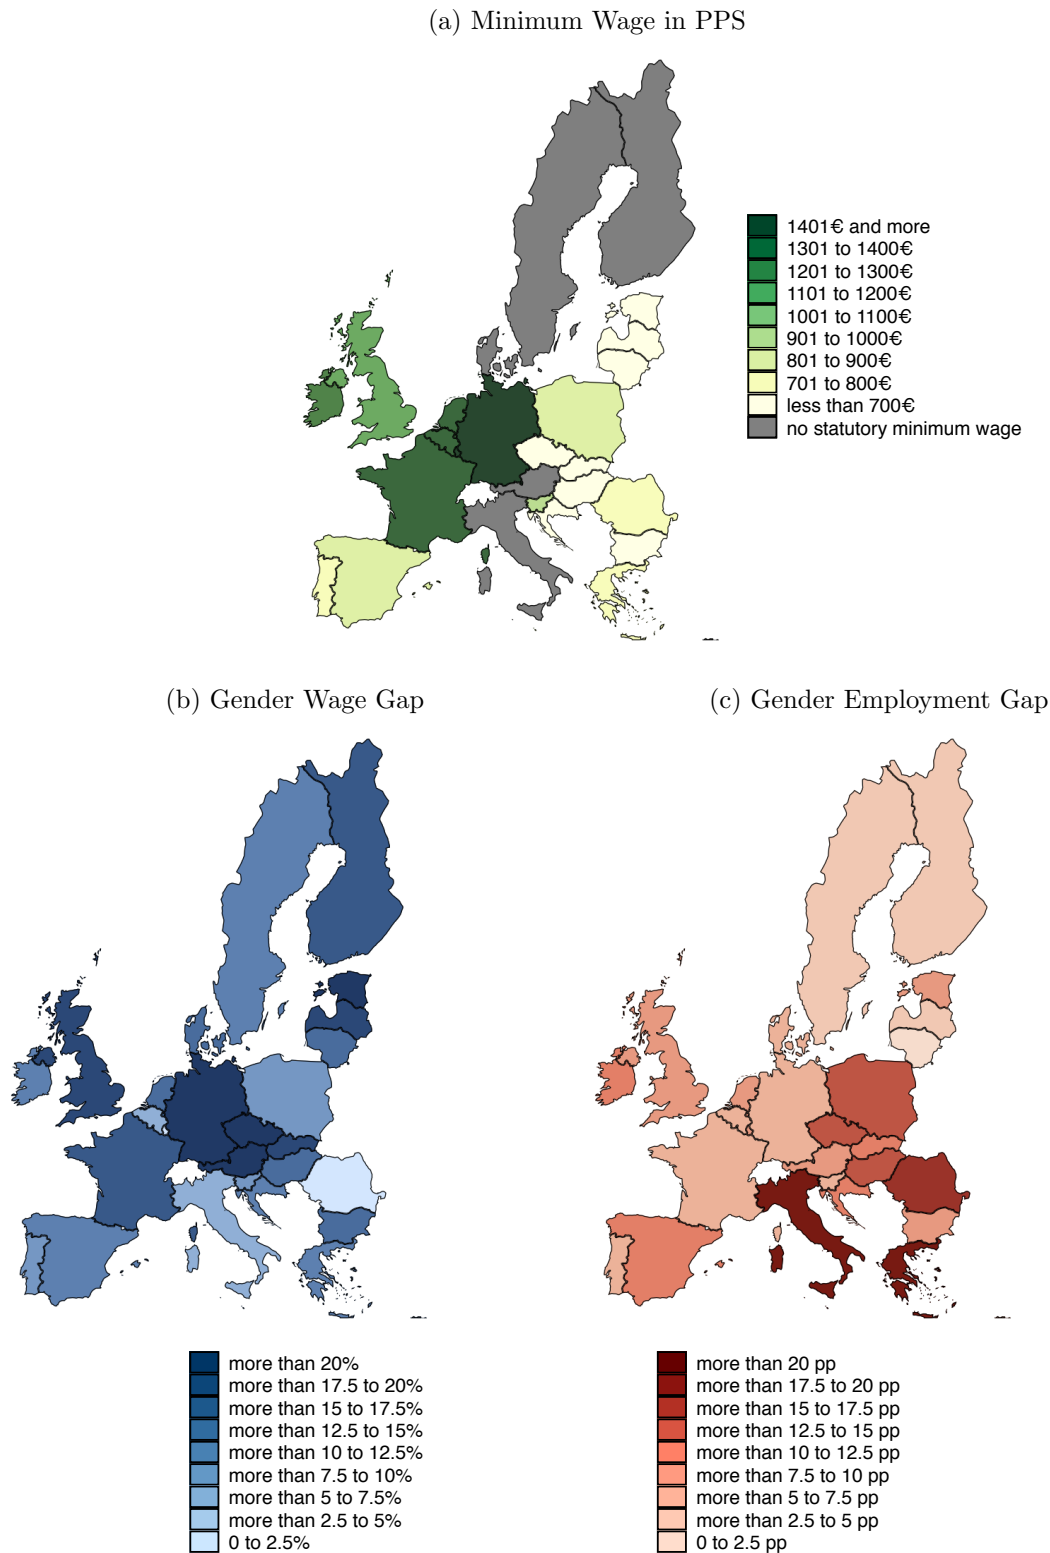 (a) Minimum Wage in PPS
1401€ and more
1301 to 1400€
1201 to 1300€
1101 to 1200€
1001 to 1100€
901 to 1000€
801 to 900€
701 to 800€
less than 700€
no statutory minimum wage
(b) Gender Wage Gap
(c) Gender Employment Gap
more than 20%
more than 17.5 to 20%
more than 15 to 17.5%
more than 12.5 to 15%
more than 10 to 12.5%
more than 7.5 to 10%
more than 5 to 7.5%
more than 2.5 to 5%
0 to 2.5%
more than 20 pp
more than 17.5 to 20 pp
more than 15 to 17.5 pp
more than 12.5 to 15 pp
more than 10 to 12.5 pp
more than 7.5 to 10 pp
more than 5 to 7.5 pp
more than 2.5 to 5 pp
0 to 2.5 pp